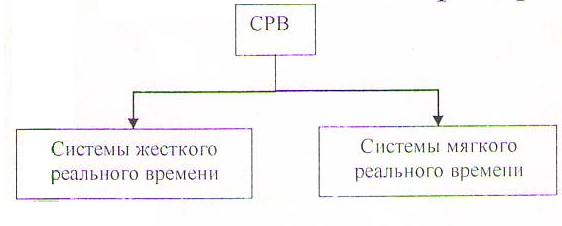 СРВ
Системы жесткого
реального времени
Системы мягкого
реального времени